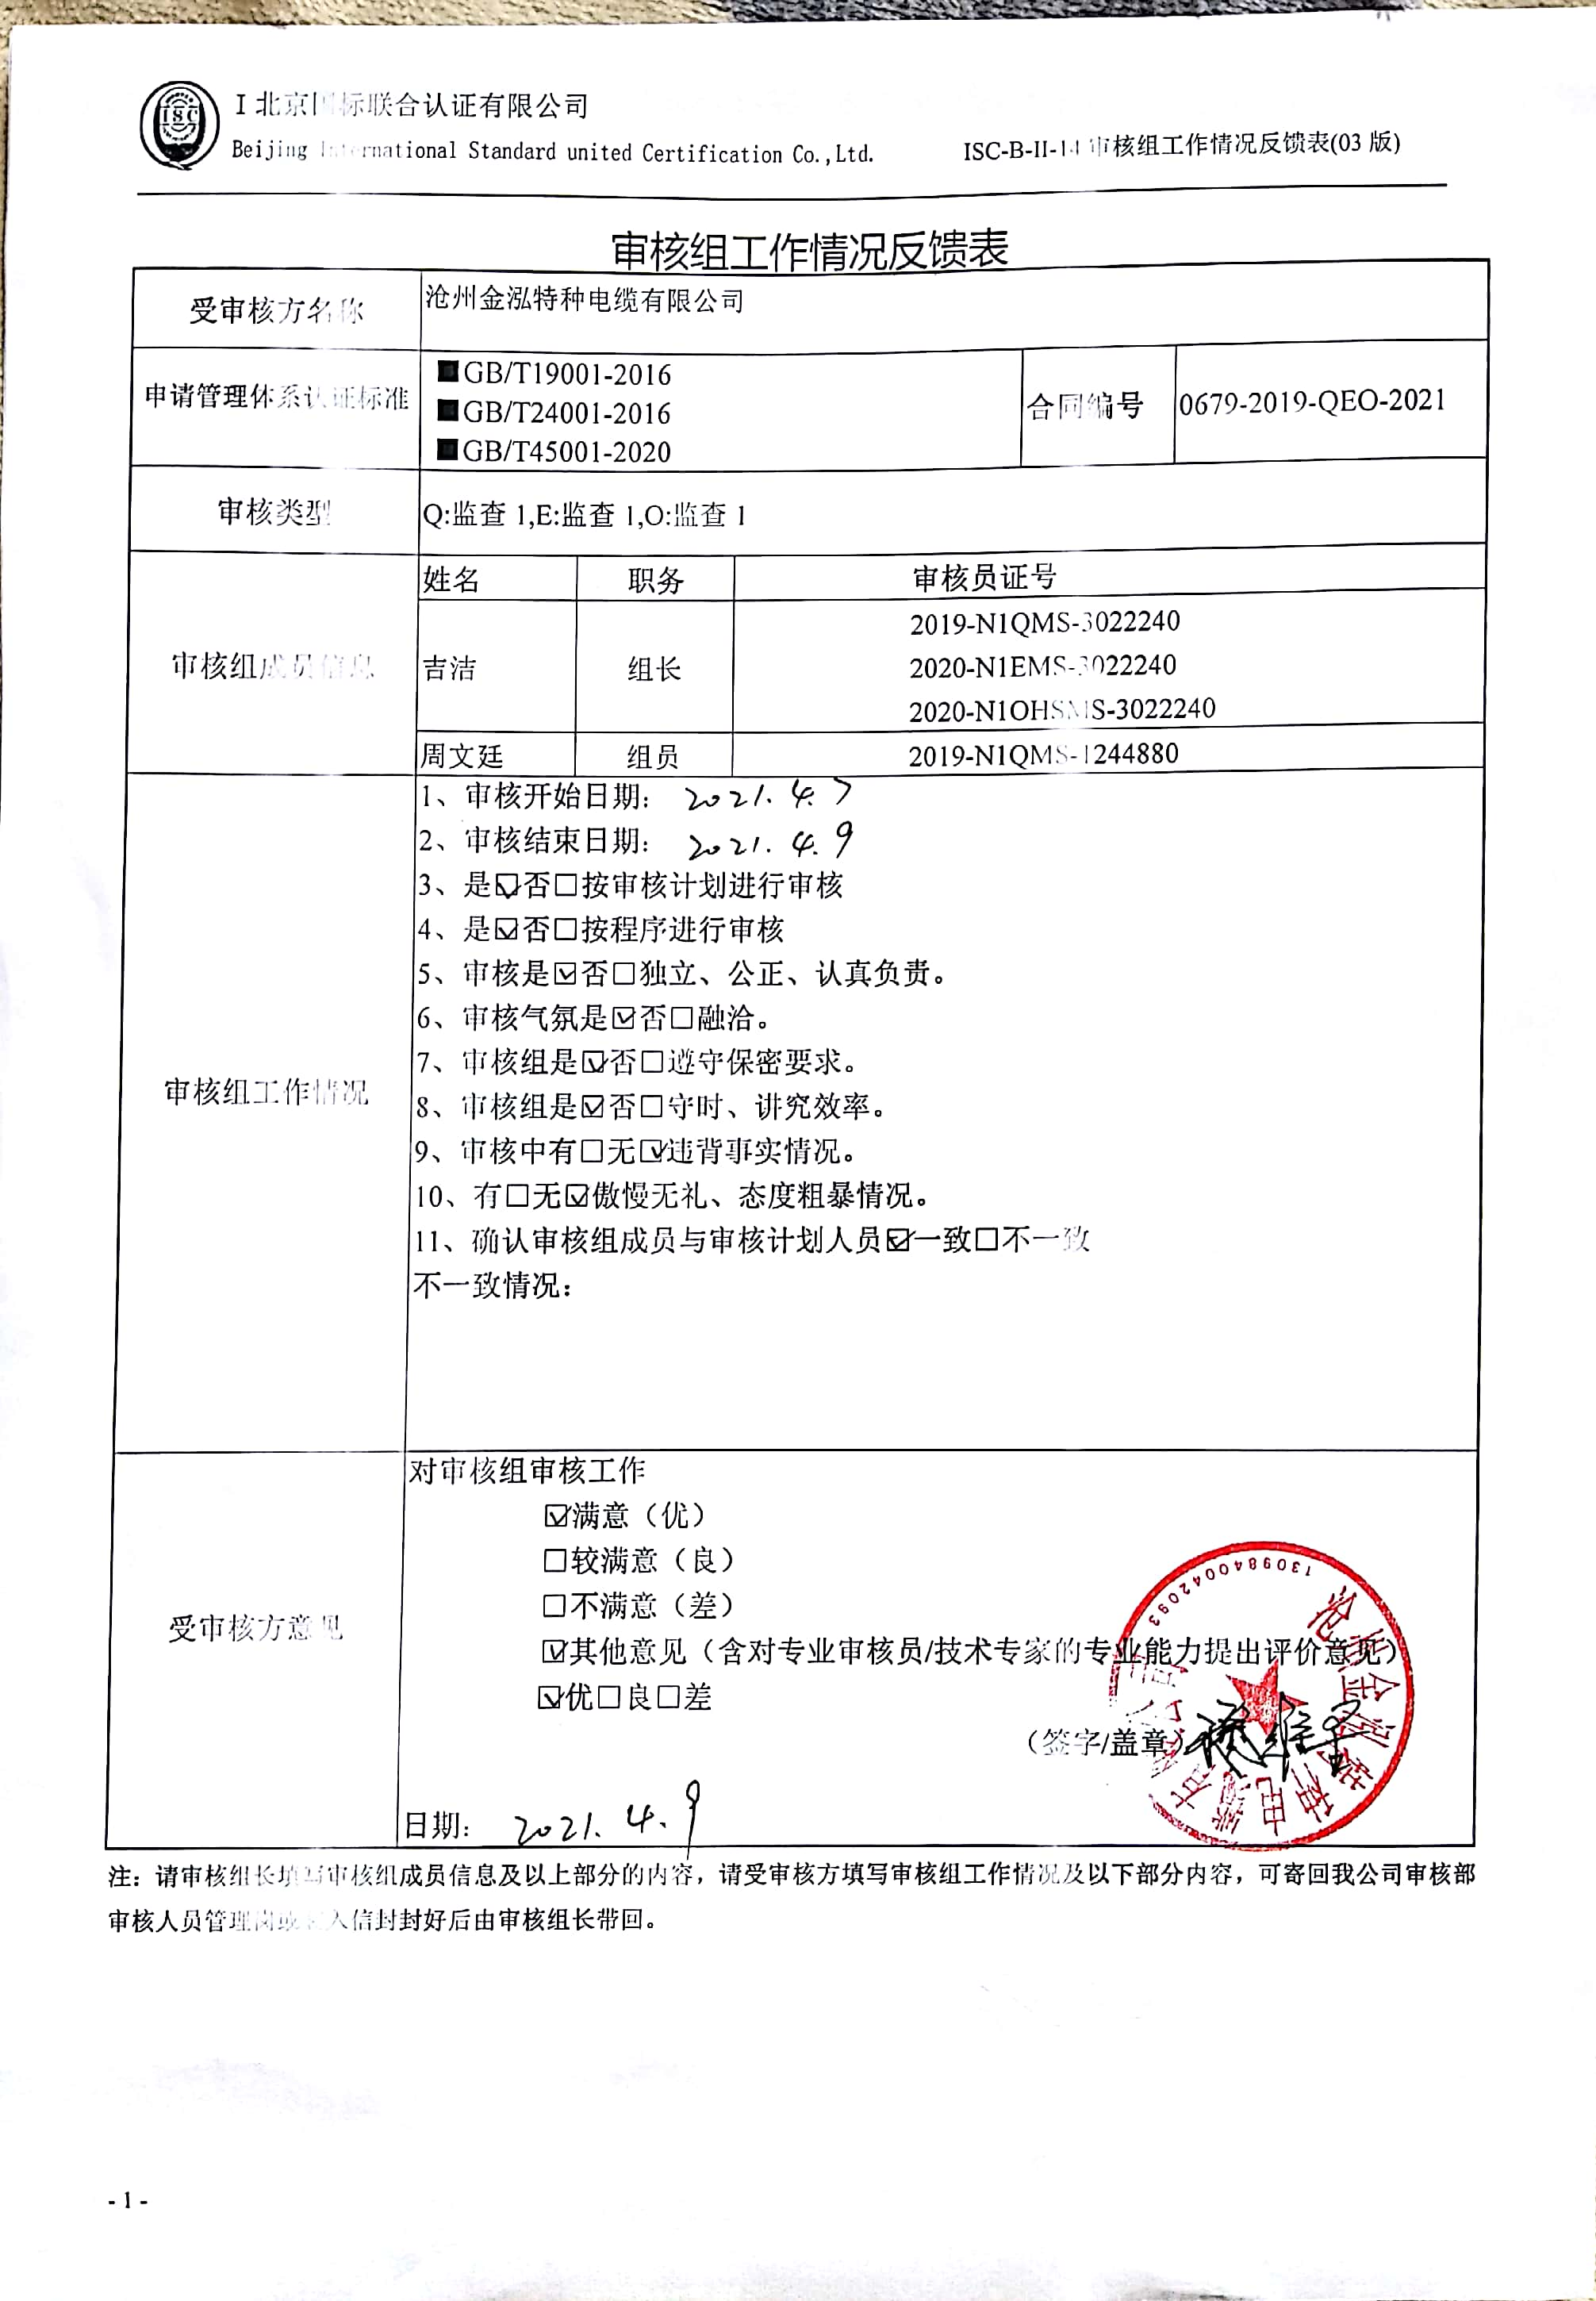 ISC
I 北京国标联合认证有限公司
Beijing International Standard united Certification Co.,Ltd.
ISC-B-II-14 审核组工作情况反馈表(03 版)
审核组工作情况反馈表
受审核方名称
沧州金泓特种电缆有限公司
申请管理体系认证标准
■GB/T19001-2016
■GB/T24001-2016
■GB/T45001-2020
合同编号
0679-2019-QEO-2021
审核类型
Q:监查 1,E:监查 1,O:监查 1
审核组成员信息
姓名 职务 审核员证号
吉洁 组长
2019-N1QMS-3022240
2020-N1EMS-3022240
2020-N1OHSMS-3022240
周文廷 组员 2019-N1QMS-1244880
审核组工作情况
1、审核开始日期： 2021.4.7
2、审核结束日期： 2021.4.9
3、是☑否□按审核计划进行审核
4、是☑否□按程序进行审核
5、审核是☑否□独立、公正、认真负责。
6、审核气氛是☑否□融洽。
7、审核组是☑否□遵守保密要求。
8、审核组是☑否□守时、讲究效率。
9、审核中有□无☑违背事实情况。
10、有□无☑傲慢无礼、态度粗暴情况。
11、确认审核组成员与审核计划人员☑一致□不一致
不一致情况：
受审核方意见
对审核组审核工作
☑满意（优）
□较满意（良）
□不满意（差）
☑其他意见（含对专业审核员/技术专家的专业能力提出评价意见）
☑优□良□差
（签字/盖章）
沧州金泓特种电缆有限公司
1309840042093
日期： 2021.4.9
注：请审核组长填写审核组成员信息及以上部分的内容，请受审核方填写审核组工作情况及以下部分内容，可寄回我公司审核部
审核人员管理岗或装入信封封好后由审核组长带回。
- 1 -